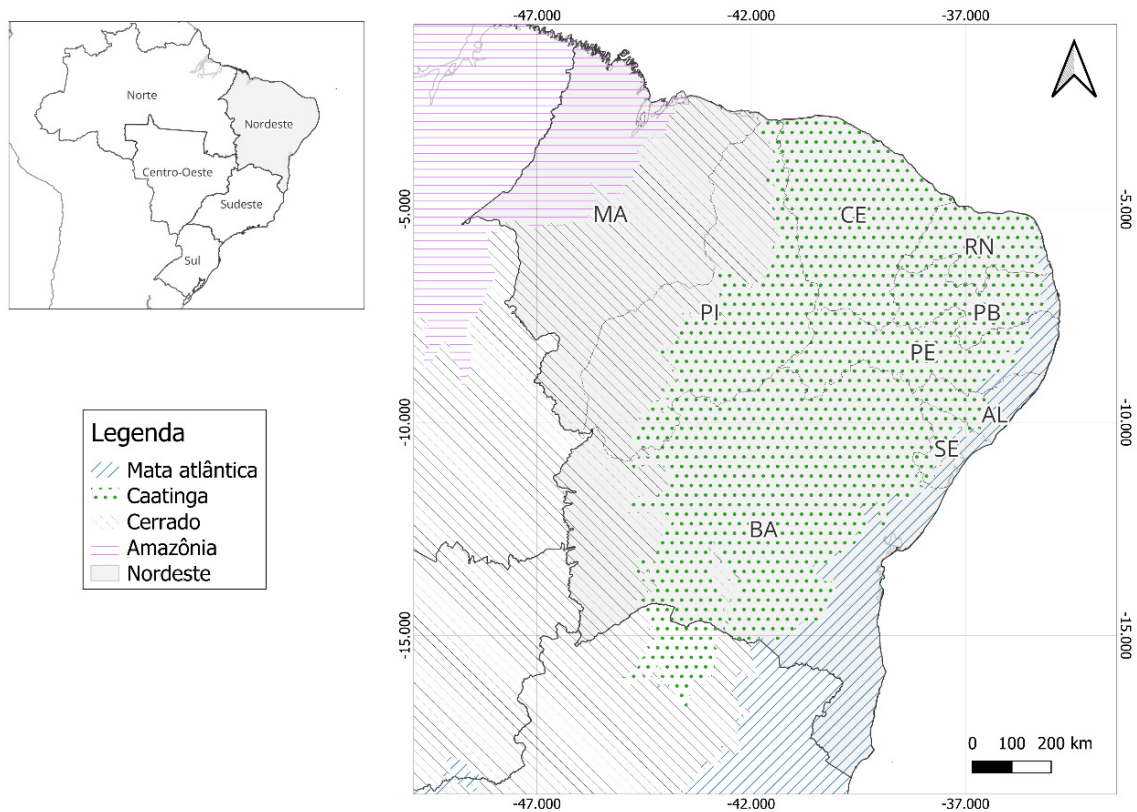 Norte
Nordeste
Centro-Oeste
Sudeste
Sul
-47.000 -42.000 -37.000
MA
CE
RN
PI
PB
PE
AL
SE
BA
-5.000 -5.000
-10.000 -10.000
-15.000 -15.000
Legenda
Mata atlântica
Caatinga
Cerrado
Amazônia
Nordeste
0 100 200 km
-47.000 -42.000 -37.000